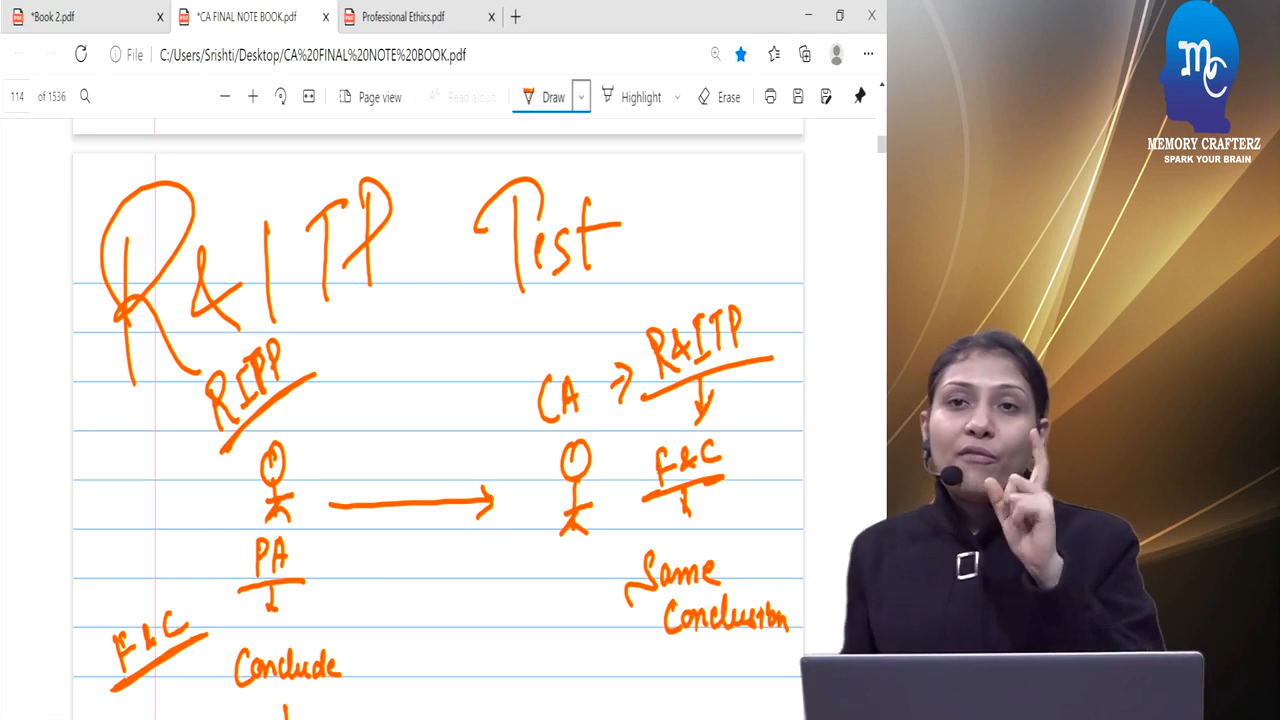 *Book 2.pdf
*CA FINAL NOTE BOOK.pdf
Professional Ethics.pdf
File C:/Users/Srishti/Desktop/CA%20FINAL%20NOTE%20BOOK.pdf
114 of 1536
Page view
Read aloud
Draw
Highlight
Erase
MC
MEMORY CRAFTERZ
SPARK YOUR BRAIN
R & ITP Test
RIPP
CA → R&ITP
F&C
PA
Same
Conclusion
F & C
Conclude